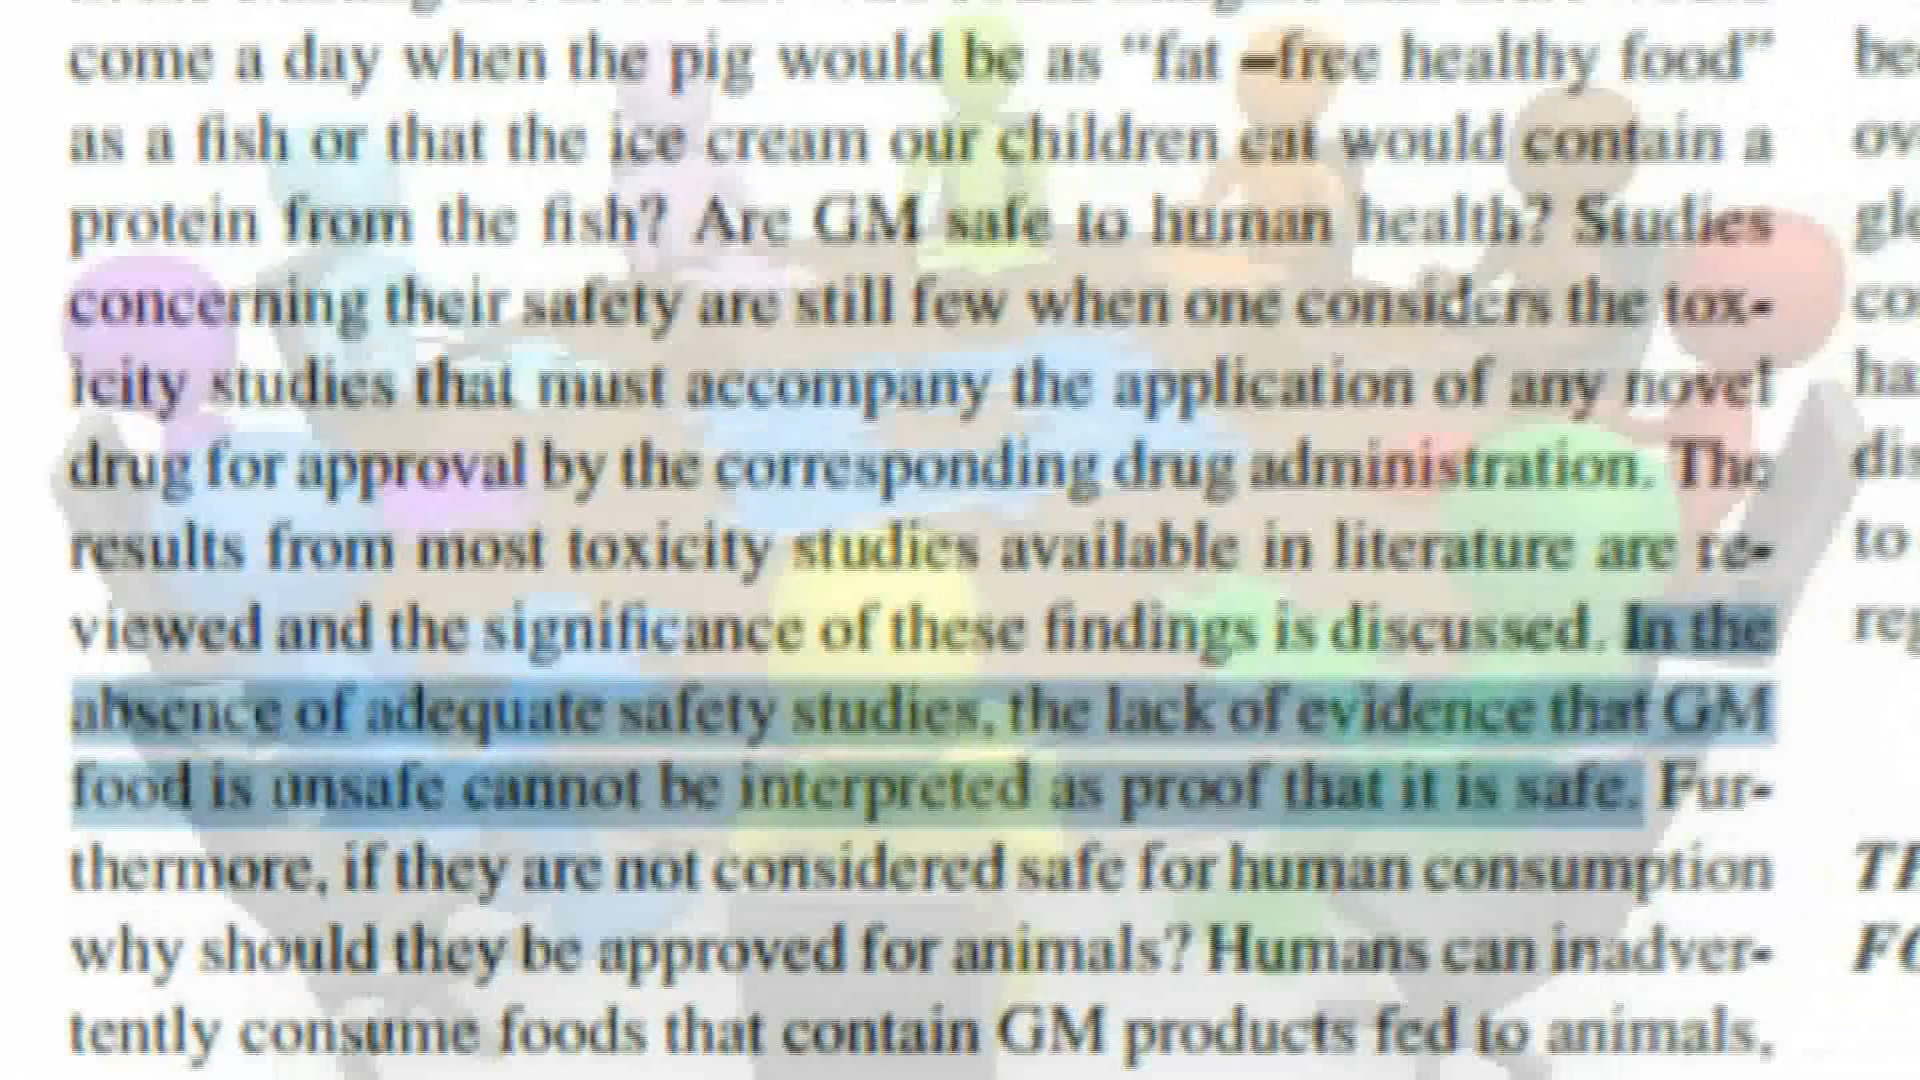 come a day when the pig would be as “fat –free healthy food”
as a fish or that the ice cream our children eat would contain a
protein from the fish? Are GM safe to human health? Studies
concerning their safety are still few when one considers the tox-
icity studies that must accompany the application of any novel
drug for approval by the corresponding drug administration. The
results from most toxicity studies available in literature are re-
viewed and the significance of these findings is discussed. In the
absence of adequate safety studies, the lack of evidence that GM
food is unsafe cannot be interpreted as proof that it is safe. Fur-
thermore, if they are not considered safe for human consumption
why should they be approved for animals? Humans can inadver-
tently consume foods that contain GM products fed to animals,
to